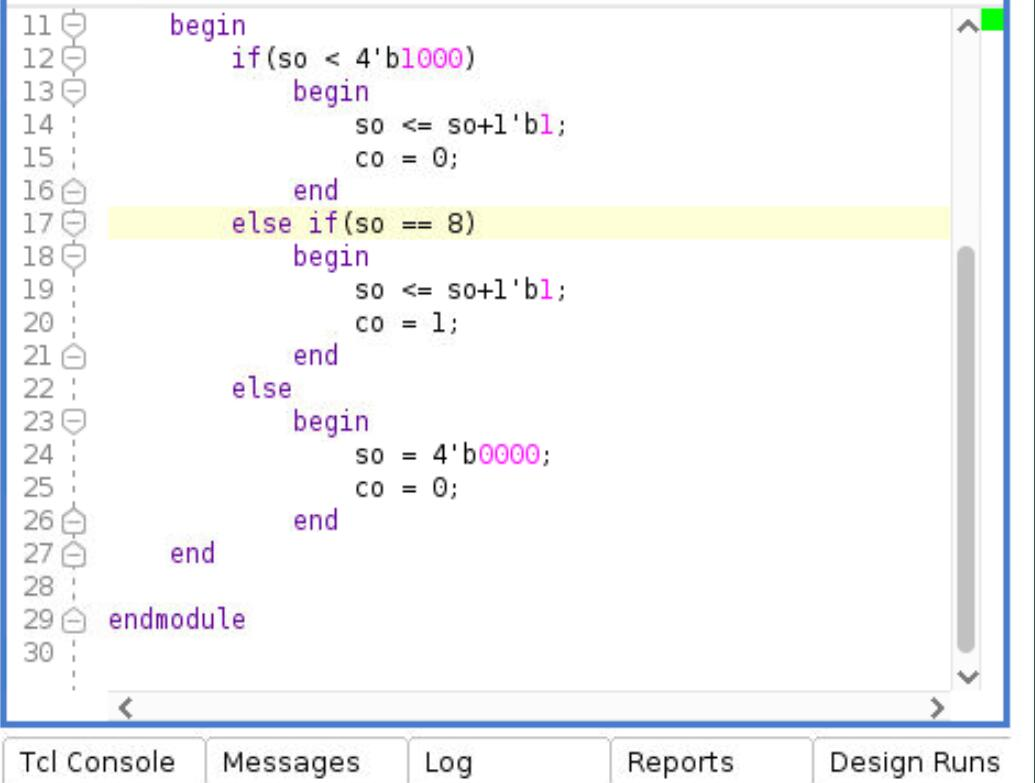 11 begin
12 if(so < 4'b1000)
13 begin
14 so <= so+1'b1;
15 co = 0;
16 end
17 else if(so == 8)
18 begin
19 so <= so+1'b1;
20 co = 1;
21 end
22 else
23 begin
24 so = 4'b0000;
25 co = 0;
26 end
27 end
28
29 endmodule
30
Tcl Console Messages Log Reports Design Runs